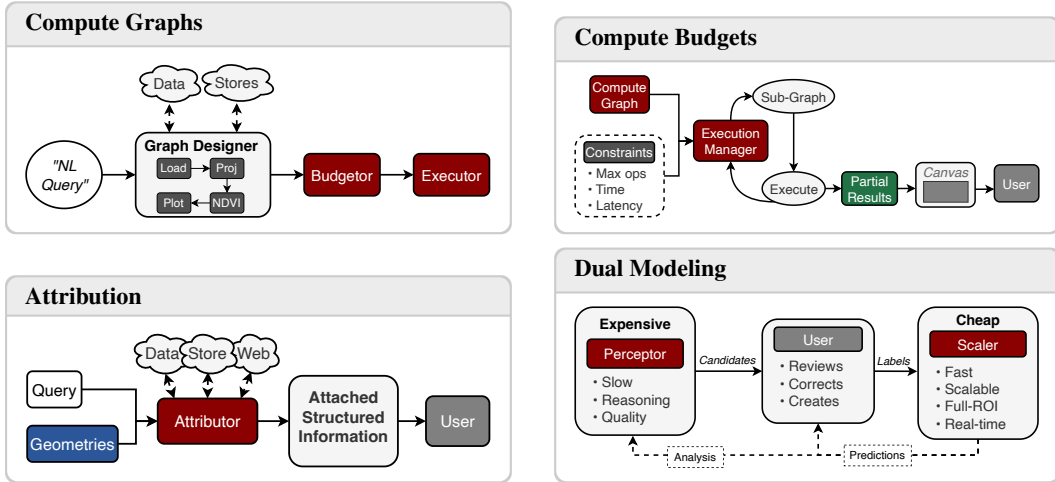 Compute Graphs
Data
Stores
"NL
Query"
Graph Designer
Load
Proj
Plot
NDVI
Budgetor
Executor
Compute Budgets
Compute
Graph
Constraints
• Max ops
• Time
• Latency
Execution
Manager
Sub-Graph
Execute
Partial
Results
Canvas
User
Attribution
Data
Store
Web
Query
Geometries
Attributor
Attached
Structured
Information
User
Dual Modeling
Expensive
Perceptor
• Slow
• Reasoning
• Quality
Candidates
User
• Reviews
• Corrects
• Creates
Labels
Cheap
Scaler
• Fast
• Scalable
• Full-ROI
• Real-time
Analysis
Predictions